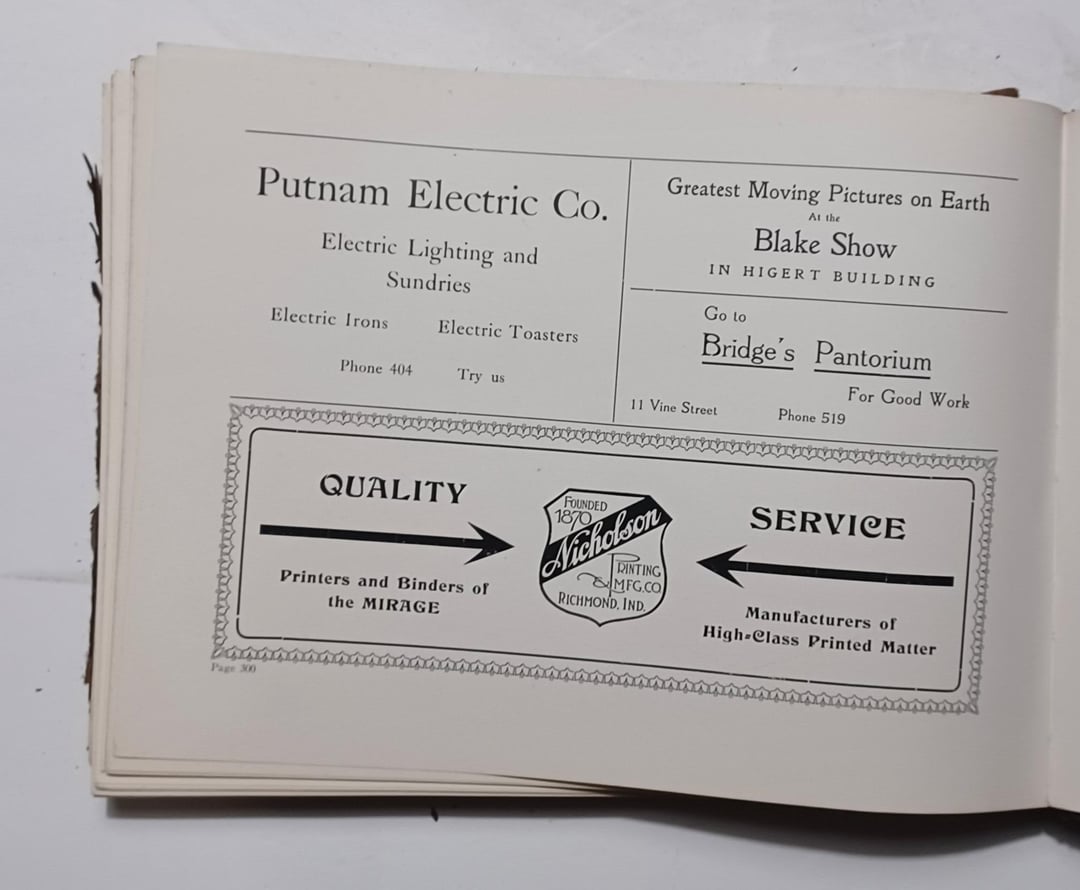 Putnam Electric Co.
Electric Lighting and
Sundries
Electric Irons Electric Toasters
Phone 404 Try us
Greatest Moving Pictures on Earth
At the
Blake Show
IN HIGERT BUILDING
Go to
Bridge's Pantorium
For Good Work
11 Vine Street Phone 519
QUALITY
Printers and Binders of
the MIRAGE
FOUNDED
1870
Nicholson
PRINTING
& MFG.CO
RICHMOND, IND.
SERVICE
Manufacturers of
High-Class Printed Matter
Page 300